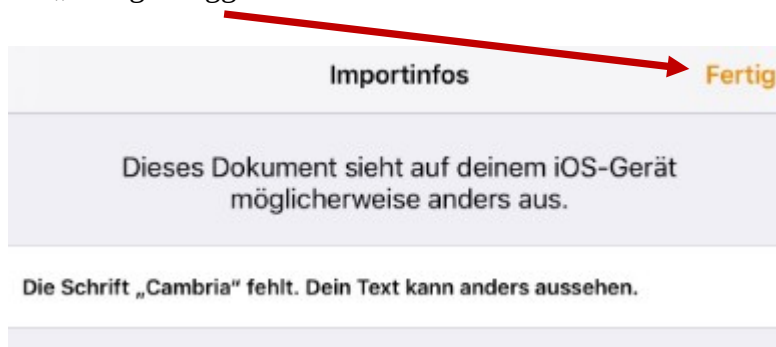 Importinfos
Fertig
Dieses Dokument sieht auf deinem iOS-Gerät
möglicherweise anders aus.
Die Schrift „Cambria" fehlt. Dein Text kann anders aussehen.